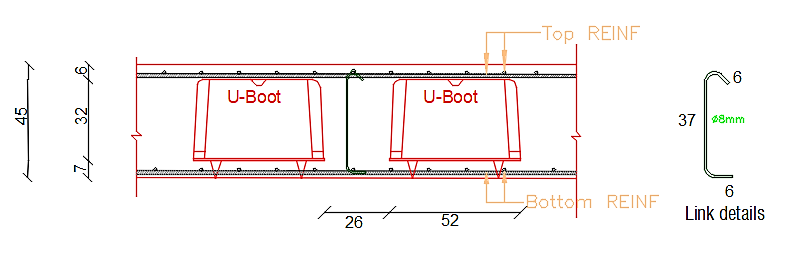 Top REINF
45
6
32
7
U-Boot
U-Boot
6
37
Ø8mm
6
Bottom REINF
26
52
Link details